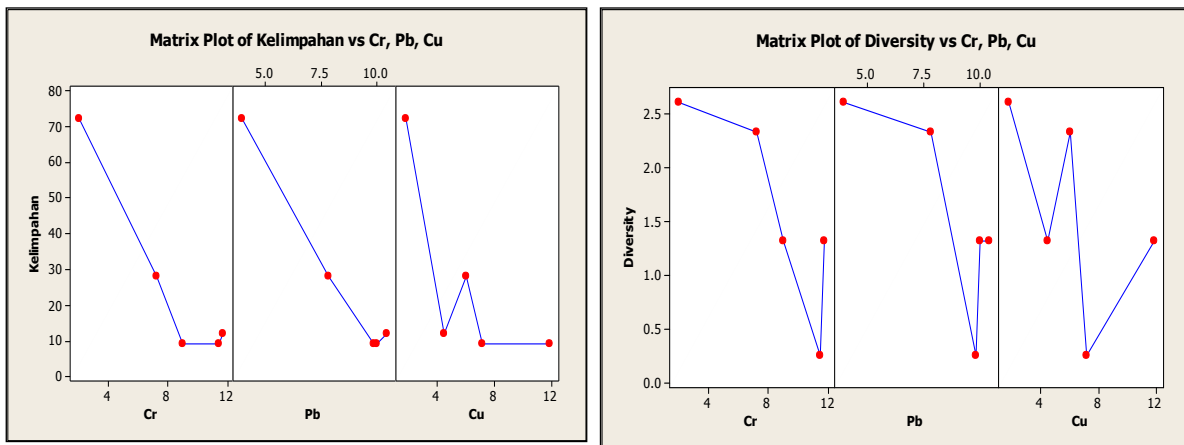 Matrix Plot of Kelimpahan vs Cr, Pb, Cu
5.0 7.5 10.0
80
70
60
50
40
30
20
10
0
Kelimpahan
4 8 12 4 8 12
Cr Pb Cu
Matrix Plot of Diversity vs Cr, Pb, Cu
5.0 7.5 10.0
2.5
2.0
1.5
1.0
0.5
0.0
Diversity
4 8 12 4 8 12
Cr Pb Cu